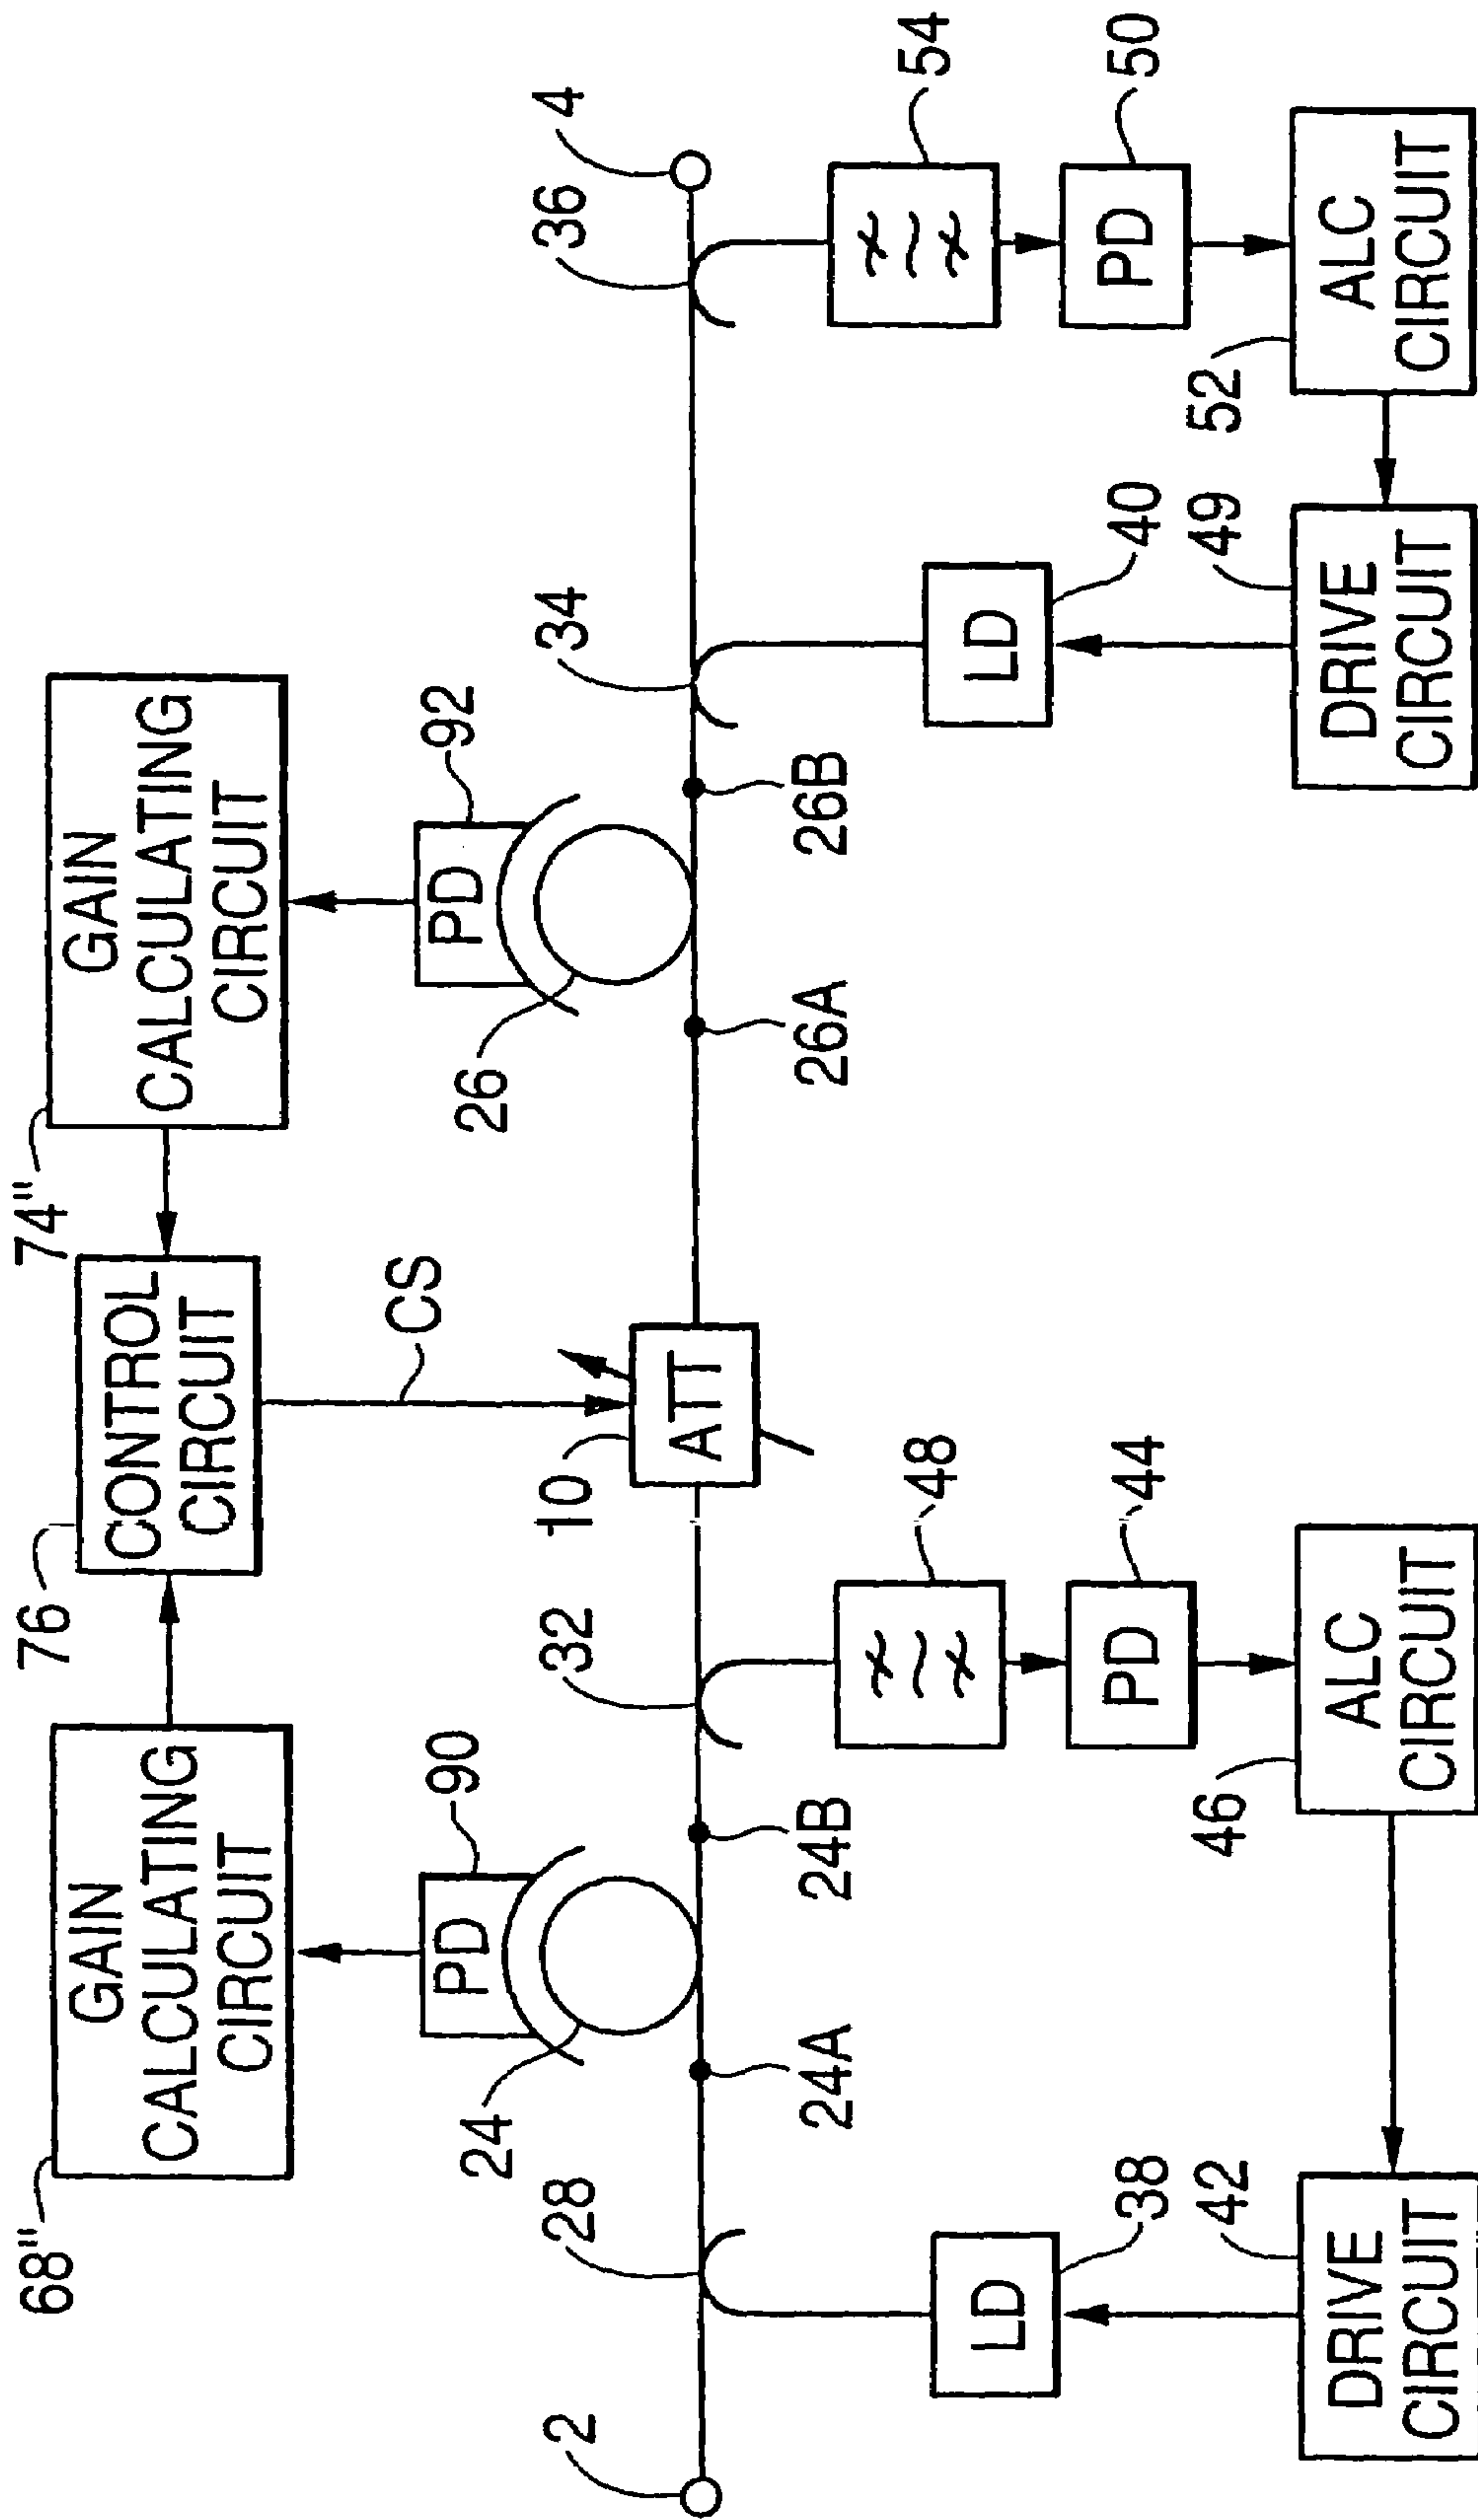 68"
GAIN
CALCULATING
CIRCUIT
76
CONTROL
CIRCUIT
74"
GAIN
CALCULATING
CIRCUIT
CS
PD
90
PD
92
24
26
2
28
32
10
34
36
4
ATT
24A
24B
26A
26B
LD
38
48
PD
44
LD
40
54
PD
50
42
DRIVE
CIRCUIT
46
ALC
CIRCUIT
49
DRIVE
CIRCUIT
52
ALC
CIRCUIT